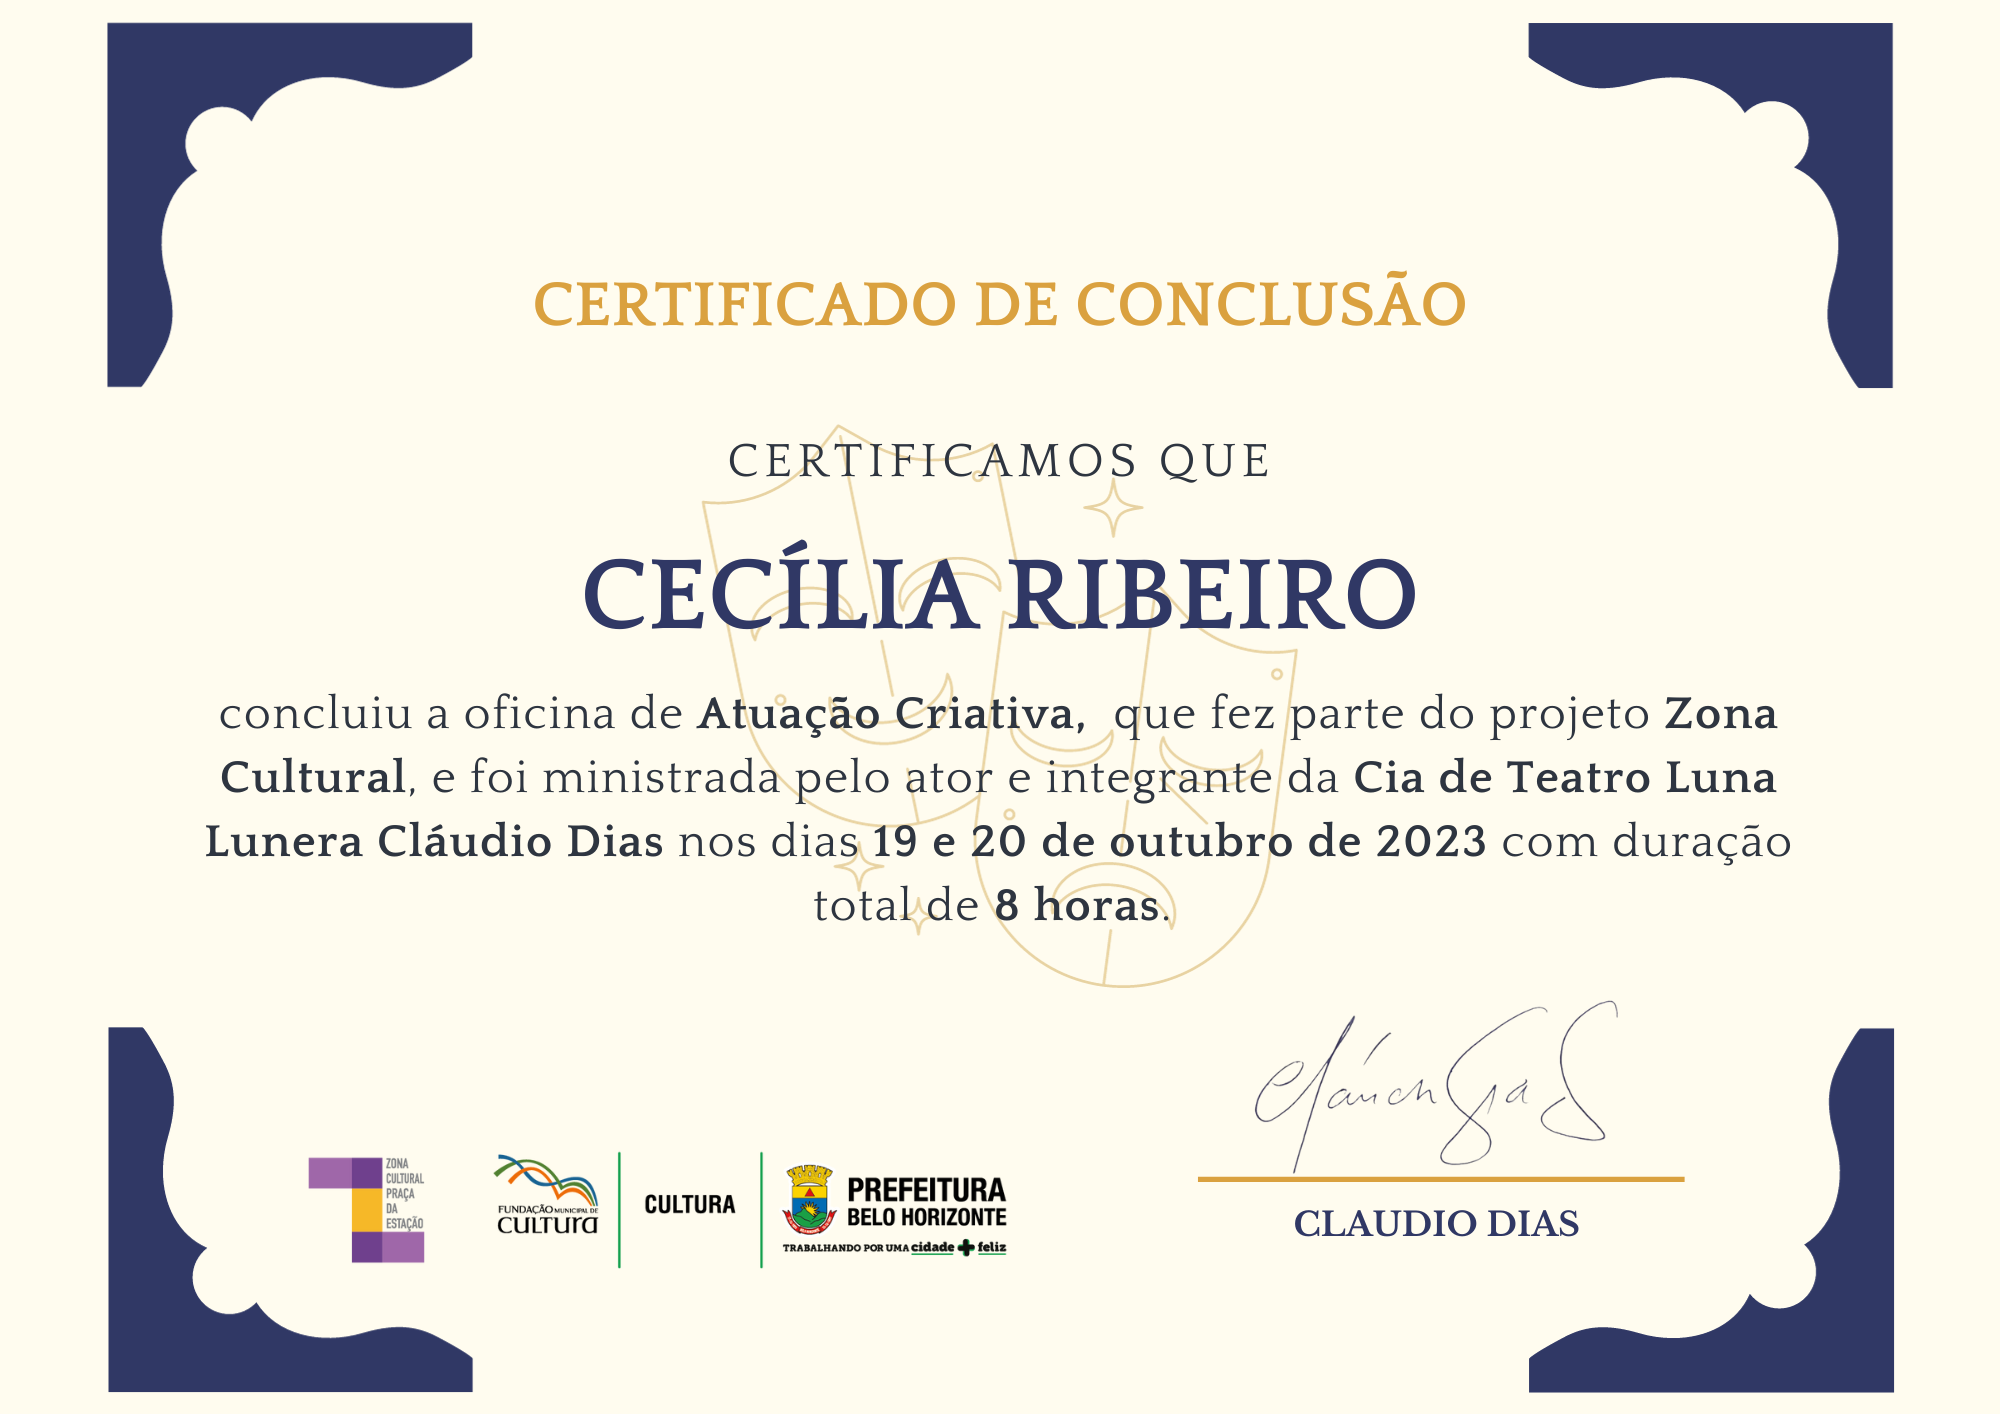 CERTIFICADO DE CONCLUSÃO
CERTIFICAMOS QUE
CECÍLIA RIBEIRO
concluiu a oficina de Atuação Criativa, que fez parte do projeto Zona
Cultural, e foi ministrada pelo ator e integrante da Cia de Teatro Luna
Lunera Cláudio Dias nos dias 19 e 20 de outubro de 2023 com duração
total de 8 horas.
ZONA
CULTURAL
PRAÇA
DA
ESTAÇÃO
FUNDAÇÃO MUNICIPAL DE
CULTURA
CULTURA
PREFEITURA
BELO HORIZONTE
TRABALHANDO POR UMA cidade + feliz
CLAUDIO DIAS